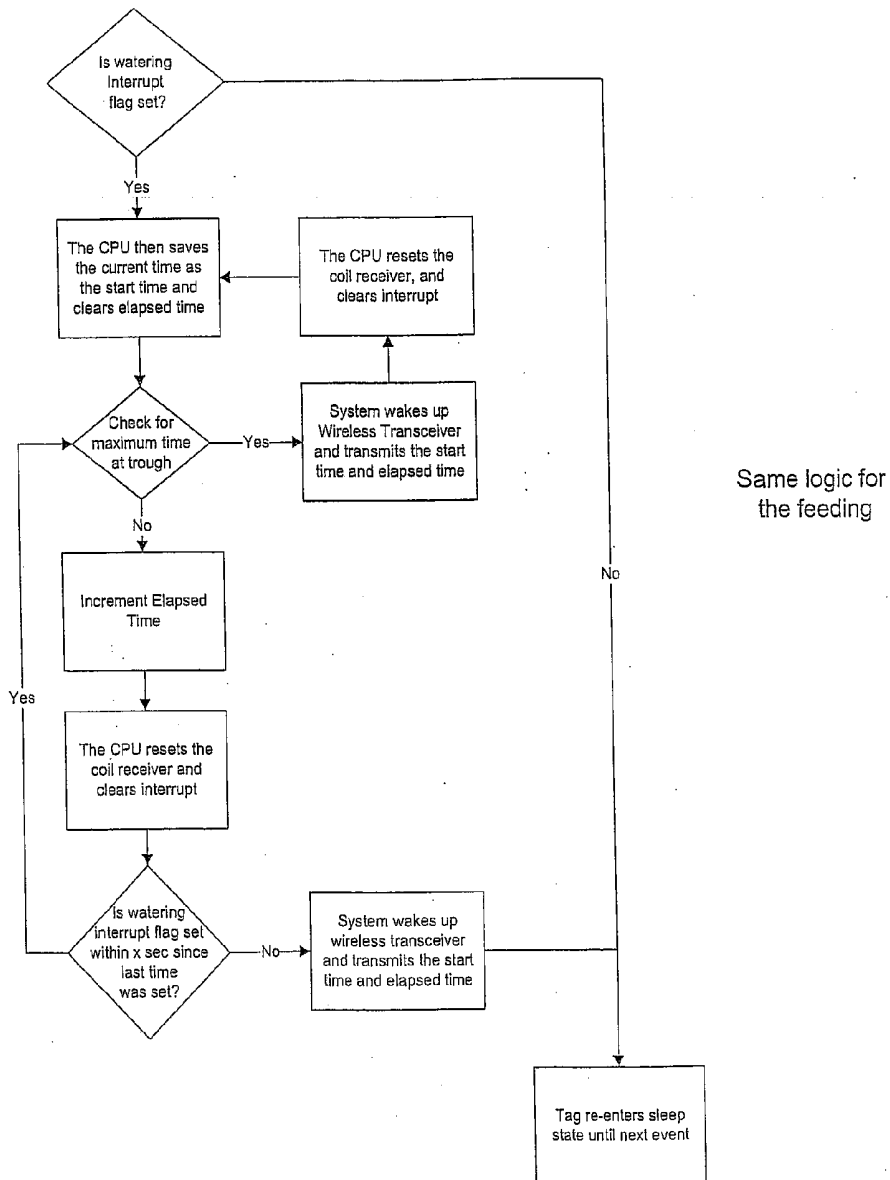 Is watering
Interrupt
flag set?
Yes
The CPU then saves
the current time as
the start time and
clears elapsed time
The CPU resets the
coil receiver, and
clears interrupt
Check for
maximum time
at trough
Yes
System wakes up
Wireless Transceiver
and transmits the start
time and elapsed time
Same logic for
the feeding
No
No
Increment Elapsed
Time
Yes
The CPU resets the
coil receiver and
clears interrupt
Is watering
interrupt flag set
within x sec since
last time
was set?
No
System wakes up
wireless transceiver
and transmits the start
time and elapsed time
Tag re-enters sleep
state until next event